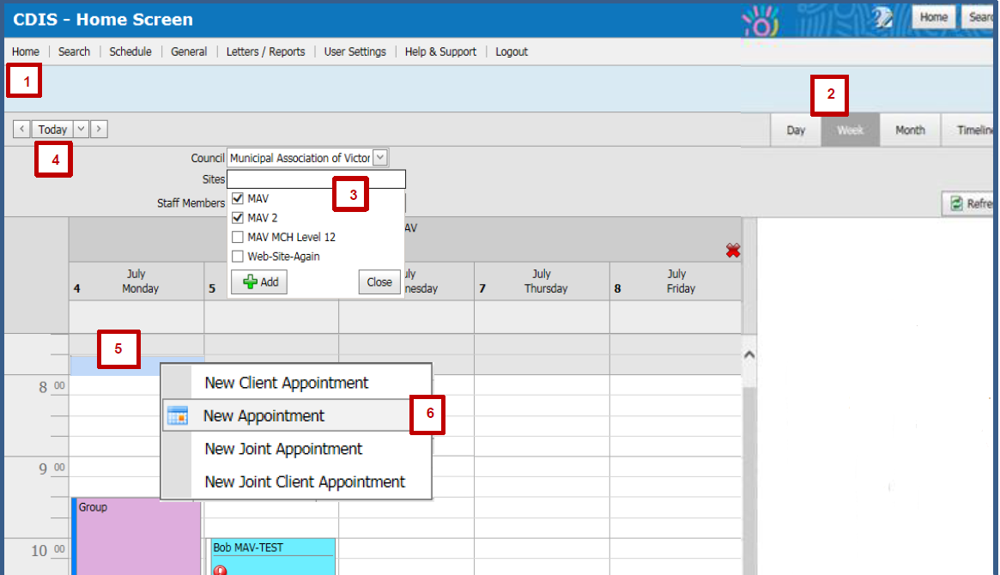 CDIS - Home Screen
Home
Home Search Schedule General Letters / Reports User Settings Help & Support Logout
1
2
< Today >
Day Week Month Timeline
4
Council Municipal Association of Victor
Sites
3
Staff Members
MAV
MAV 2
MAV MCH Level 12
Web-Site-Again
Add Close
Refre
AV
4 July Monday
5
July nesday
7 July Thursday
8 July Friday
5
8 00
New Client Appointment
New Appointment
6
New Joint Appointment
New Joint Client Appointment
9 00
Group
10 00
Bob MAV-TEST